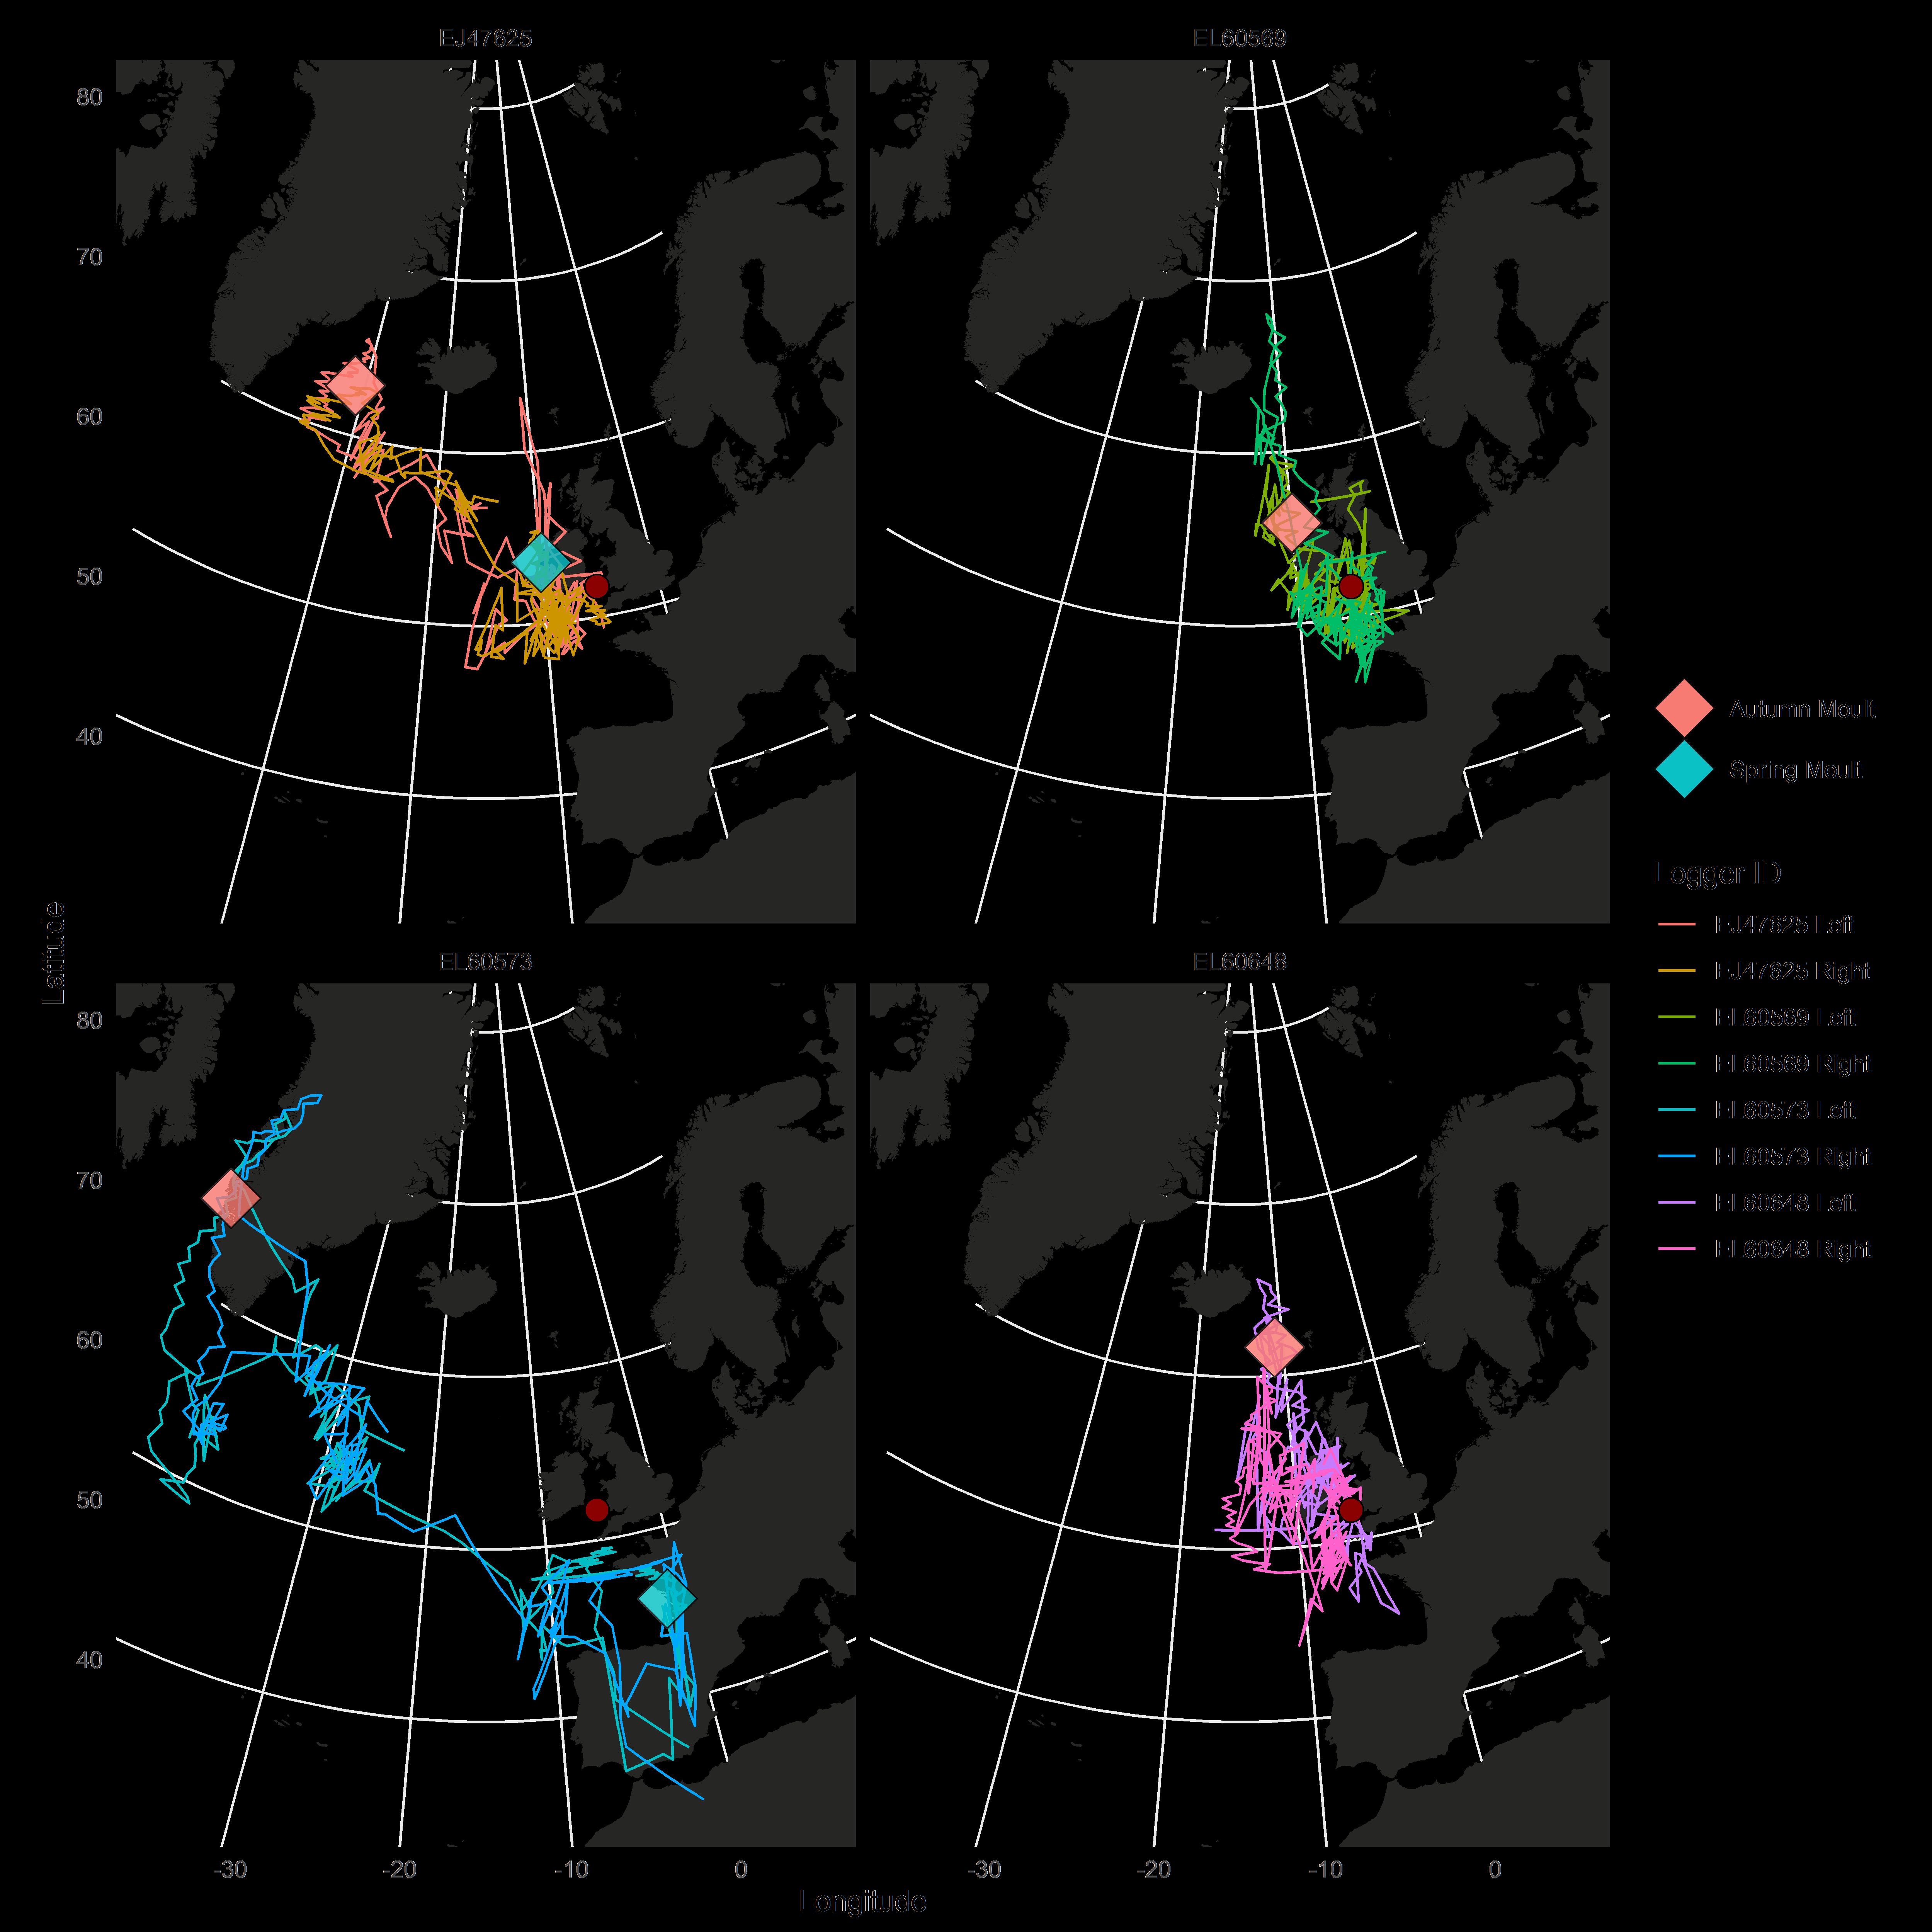 EJ47625
EL60569
80
70
60
50
40
Autumn Moult
Spring Moult
Logger ID
EJ47625 Left
EJ47625 Right
EL60569 Left
EL60569 Right
EL60573 Left
EL60573 Right
EL60648 Left
EL60648 Right
Latitude
EL60573
EL60648
80
70
60
50
40
-30
-20
-10
0
-30
-20
-10
0
Longitude